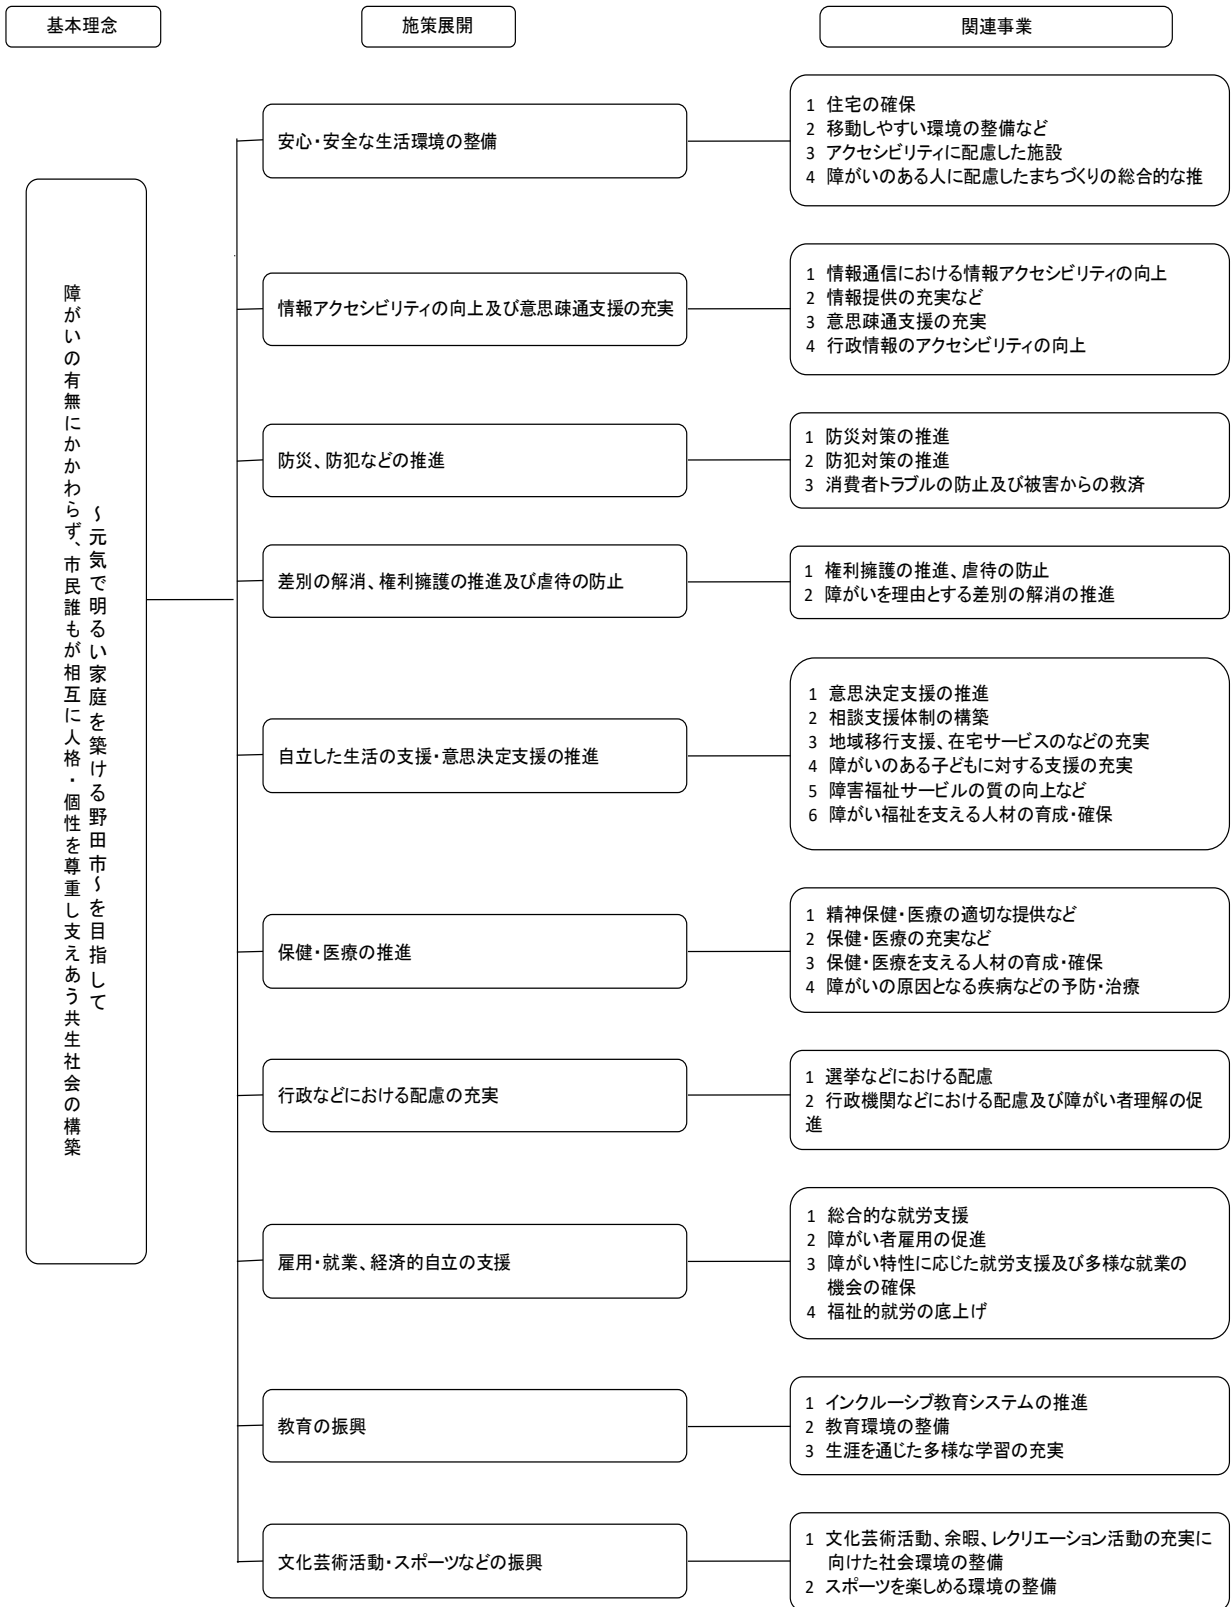 基本理念
施策展開
関連事業
障がいの有無にかかわらず、市民誰もが相互に人格・個性を尊重し支えあう共生社会の構築
～元気で明るい家庭を築ける野田市～を目指して
安心・安全な生活環境の整備
1 住宅の確保
2 移動しやすい環境の整備など
3 アクセシビリティに配慮した施設
4 障がいのある人に配慮したまちづくりの総合的な推
情報アクセシビリティの向上及び意思疎通支援の充実
1 情報通信における情報アクセシビリティの向上
2 情報提供の充実など
3 意思疎通支援の充実
4 行政情報のアクセシビリティの向上
防災、防犯などの推進
1 防災対策の推進
2 防犯対策の推進
3 消費者トラブルの防止及び被害からの救済
差別の解消、権利擁護の推進及び虐待の防止
1 権利擁護の推進、虐待の防止
2 障がいを理由とする差別の解消の推進
自立した生活の支援・意思決定支援の推進
1 意思決定支援の推進
2 相談支援体制の構築
3 地域移行支援、在宅サービスのなどの充実
4 障がいのある子どもに対する支援の充実
5 障害福祉サービルの質の向上など
6 障がい福祉を支える人材の育成・確保
保健・医療の推進
1 精神保健・医療の適切な提供など
2 保健・医療の充実など
3 保健・医療を支える人材の育成・確保
4 障がいの原因となる疾病などの予防・治療
行政などにおける配慮の充実
1 選挙などにおける配慮
2 行政機関などにおける配慮及び障がい者理解の促
進
雇用・就業、経済的自立の支援
1 総合的な就労支援
2 障がい者雇用の促進
3 障がい特性に応じた就労支援及び多様な就業の
機会の確保
4 福祉的就労の底上げ
教育の振興
1 インクルーシブ教育システムの推進
2 教育環境の整備
3 生涯を通じた多様な学習の充実
文化芸術活動・スポーツなどの振興
1 文化芸術活動、余暇、レクリエーション活動の充実に
向けた社会環境の整備
2 スポーツを楽しめる環境の整備